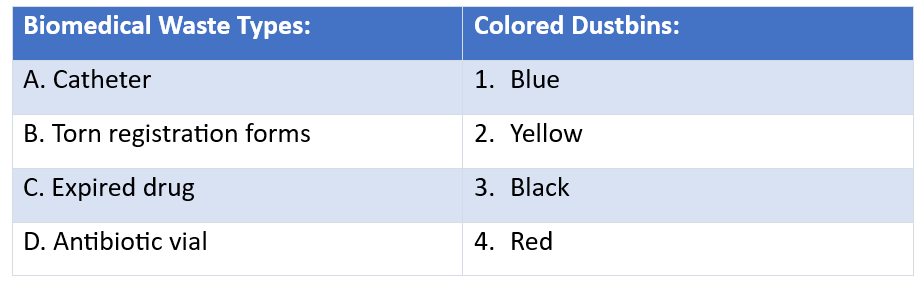 Biomedical Waste Types: Colored Dustbins:
A. Catheter 1. Blue
B. Torn registration forms 2. Yellow
C. Expired drug 3. Black
D. Antibiotic vial 4. Red